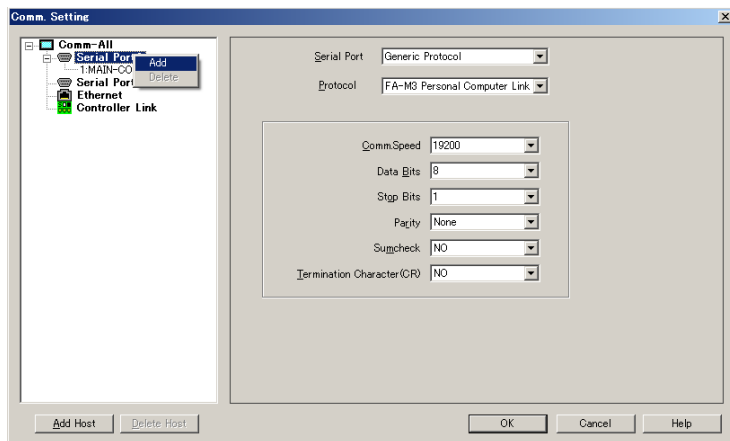 Comm. Setting
Comm-All
Serial Por
Add
1:MAIN-CO
Delete
Serial Por
Ethernet
Controller Link
Serial Port Generic Protocol
Protocol FA-M3 Personal Computer Link
Comm.Speed 19200
Data Bits 8
Stop Bits 1
Parity None
Sumcheck NO
Termination Character(CR) NO
Add Host Delete Host OK Cancel Help